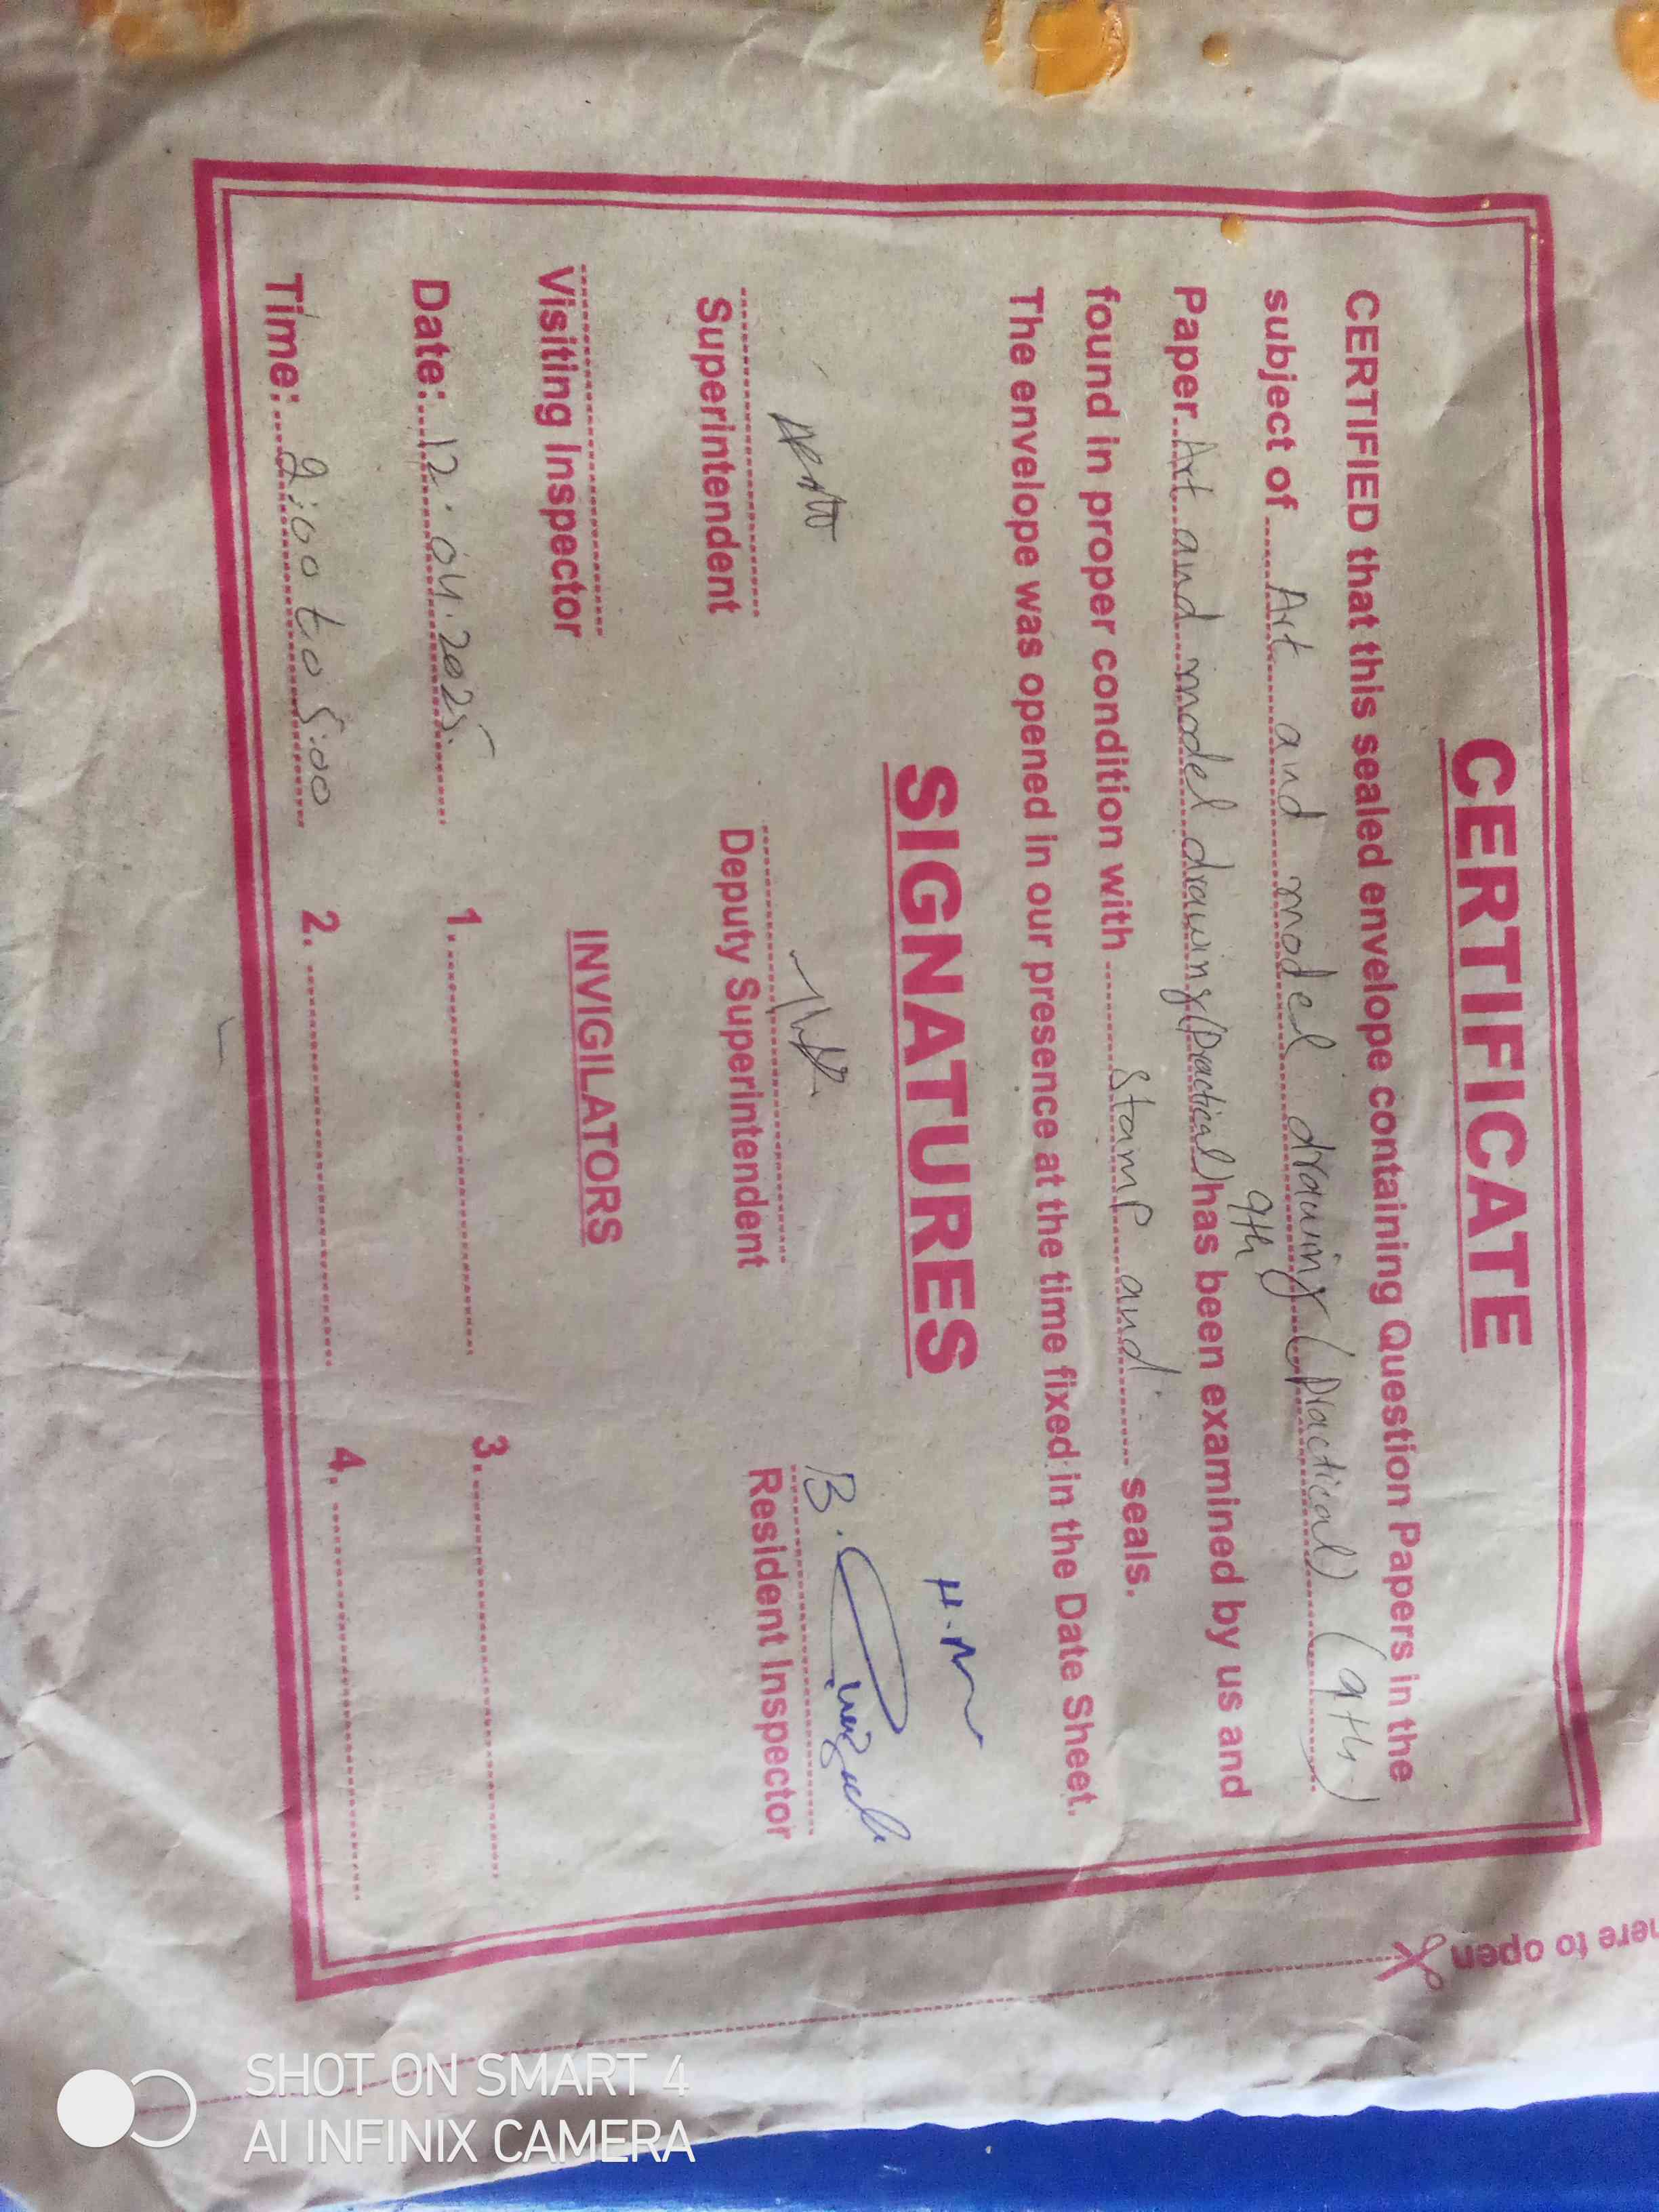 CERTIFICATE
CERTIFIED that this sealed envelope containing Question Papers in the
subject of Art and model drawing (practical) (9th)
9th
Paper Art and model drawing (practical) has been examined by us and
found in proper condition with stamp and seals.
The envelope was opened in our presence at the time fixed in the Date Sheet.
SIGNATURES
H.M
B.
Superintendent
Deputy Superintendent
Resident Inspector
Visiting Inspector
INVIGILATORS
Date: 12.04.2025
1.
3.
Time: 2:00 to 5:00
2.
4.
here to open
SHOT ON SMART 4
AI INFINIX CAMERA